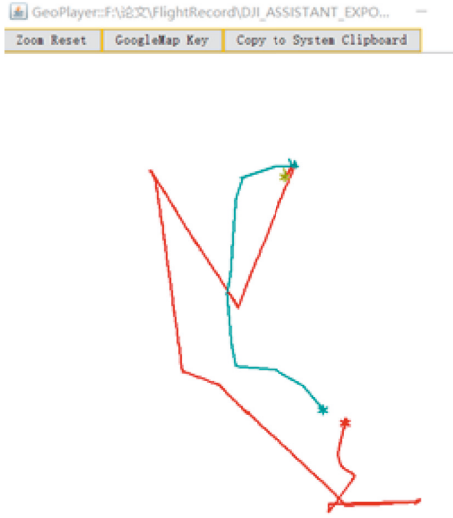 GeoPlayer::F:\论文\FlightRecord\DJI_ASSISTANT_EXPO...
Zoom Reset GoogleMap Key Copy to System Clipboard